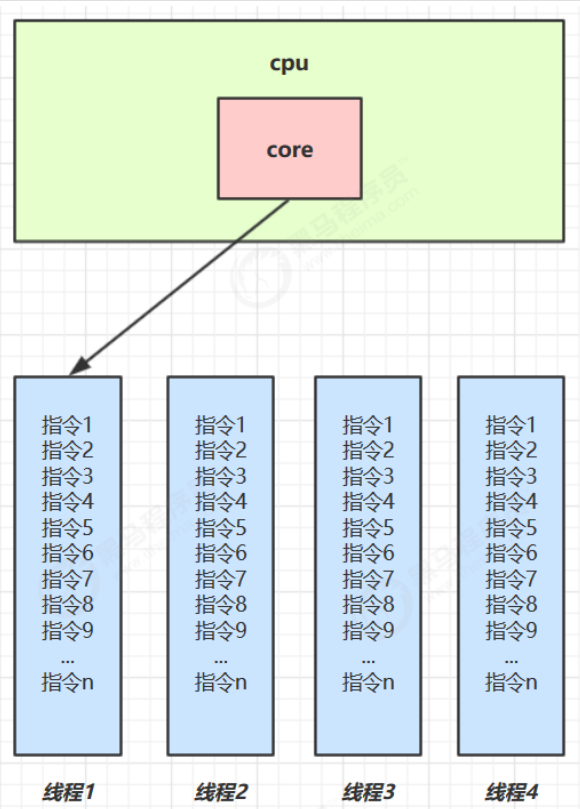 cpu
core
指令1
指令2
指令3
指令4
指令5
指令6
指令7
指令8
指令9
...
指令n
线程1
指令1
指令2
指令3
指令4
指令5
指令6
指令7
指令8
指令9
...
指令n
线程2
指令1
指令2
指令3
指令4
指令5
指令6
指令7
指令8
指令9
...
指令n
线程3
指令1
指令2
指令3
指令4
指令5
指令6
指令7
指令8
指令9
...
指令n
线程4
黑马程序员
www.itheima.com